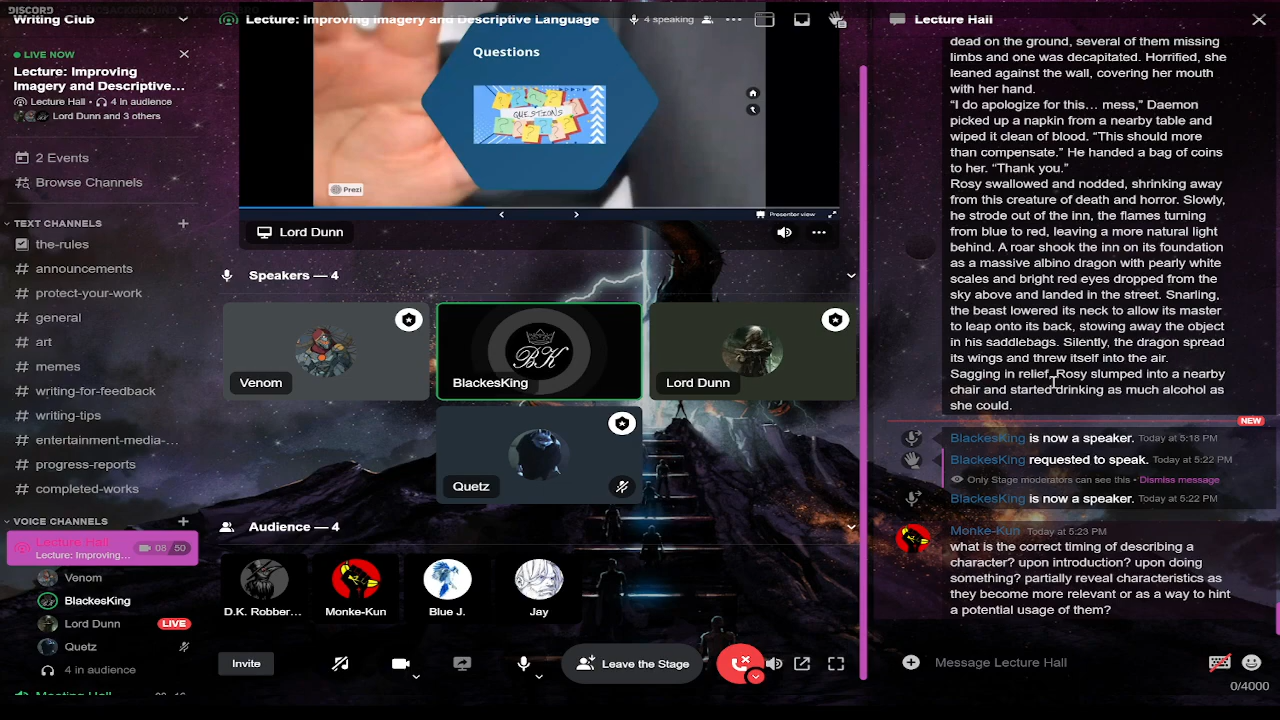 DISCORD
Writing Club
LIVE NOW
Lecture: Improving
Imagery and Descriptive...
Lecture Hall • 4 in audience
Lord Dunn and 3 others
2 Events
Browse Channels
TEXT CHANNELS
the-rules
announcements
protect-your-work
general
art
memes
writing-for-feedback
writing-tips
entertainment-media-...
progress-reports
completed-works
VOICE CHANNELS
Lecture Hall
Lecture: Improving...
08 50
Venom
BlackesKing
Lord Dunn
LIVE
Quetz
4 in audience
Meeting Hall
Lecture: Improving Imagery and Descriptive Language
4 speaking
Questions
QUESTIONS
Prezi
Presenter view
Lord Dunn
Speakers — 4
Venom
BK
BlackesKing
Lord Dunn
Quetz
Audience — 4
D.K. Robber...
Monke-Kun
Blue J.
Jay
Invite
Leave the Stage
Lecture Hall
dead on the ground, several of them missing
limbs and one was decapitated. Horrified, she
leaned against the wall, covering her mouth
with her hand.
“I do apologize for this… mess,” Daemon
picked up a napkin from a nearby table and
wiped it clean of blood. “This should more
than compensate.” He handed a bag of coins
to her. “Thank you.”
Rosy swallowed and nodded, shrinking away
from this creature of death and horror. Slowly,
he strode out of the inn, the flames turning
from blue to red, leaving a more natural light
behind. A roar shook the inn on its foundation
as a massive albino dragon with pearly white
scales and bright red eyes dropped from the
sky above and landed in the street. Snarling,
the beast lowered its neck to allow its master
to leap onto its back, stowing away the object
in his saddlebags. Silently, the dragon spread
its wings and threw itself into the air.
Sagging in relief, Rosy slumped into a nearby
chair and started drinking as much alcohol as
she could.
NEW
BlackesKing is now a speaker. Today at 5:18 PM
BlackesKing requested to speak. Today at 5:22 PM
Only Stage moderators can see this • Dismiss message
BlackesKing is now a speaker. Today at 5:22 PM
Monke-Kun Today at 5:23 PM
what is the correct timing of describing a
character? upon introduction? upon doing
something? partially reveal characteristics as
they become more relevant or as a way to hint
a potential usage of them?
Message Lecture Hall
0/4000